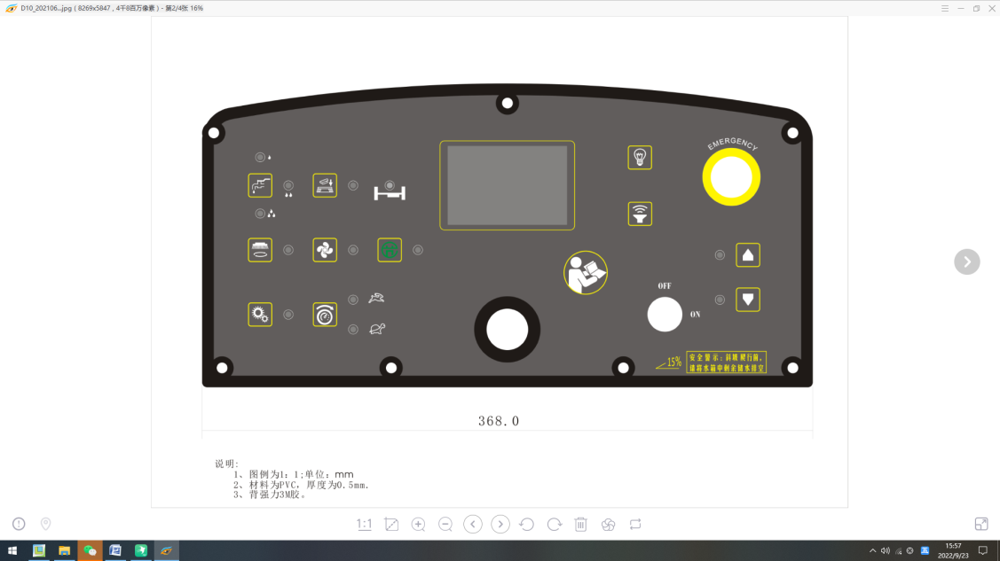 D10_202106...jpg ( 8269x5847 , 4千8百万像素 ) - 第2/4张 16%
EMERGENCY
OFF
ON
15%
安全警示:斜坡爬行前,
请将水箱中剩余储水排空
368.0
说明:
1、图例为1：1;单位：mm
2、材料为PVC，厚度为0.5mm.
3、背强力3M胶。
1:1
15:57
2022/9/23